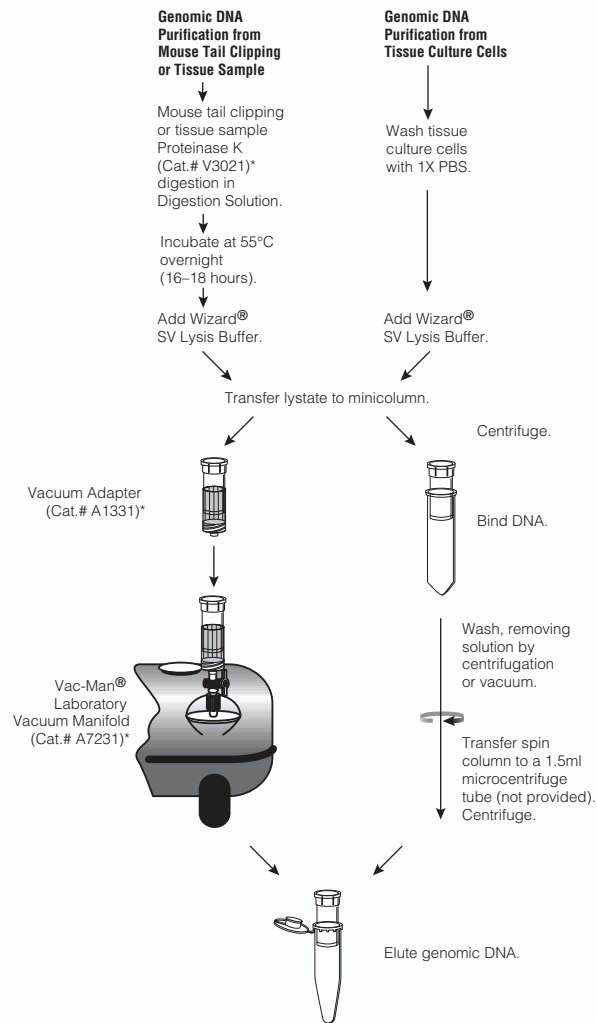 Genomic DNA
Purification from
Mouse Tail Clipping
or Tissue Sample
Genomic DNA
Purification from
Tissue Culture Cells
Mouse tail clipping
or tissue sample
Proteinase K
(Cat.# V3021)*
digestion in
Digestion Solution.
Wash tissue
culture cells
with 1X PBS.
Incubate at 55°C
overnight
(16–18 hours).
Add Wizard®
SV Lysis Buffer.
Add Wizard®
SV Lysis Buffer.
Transfer lystate to minicolumn.
Centrifuge.
Vacuum Adapter
(Cat.# A1331)*
Bind DNA.
Wash, removing
solution by
centrifugation
or vacuum.
Vac-Man®
Laboratory
Vacuum Manifold
(Cat.# A7231)*
Transfer spin
column to a 1.5ml
microcentrifuge
tube (not provided).
Centrifuge.
Elute genomic DNA.